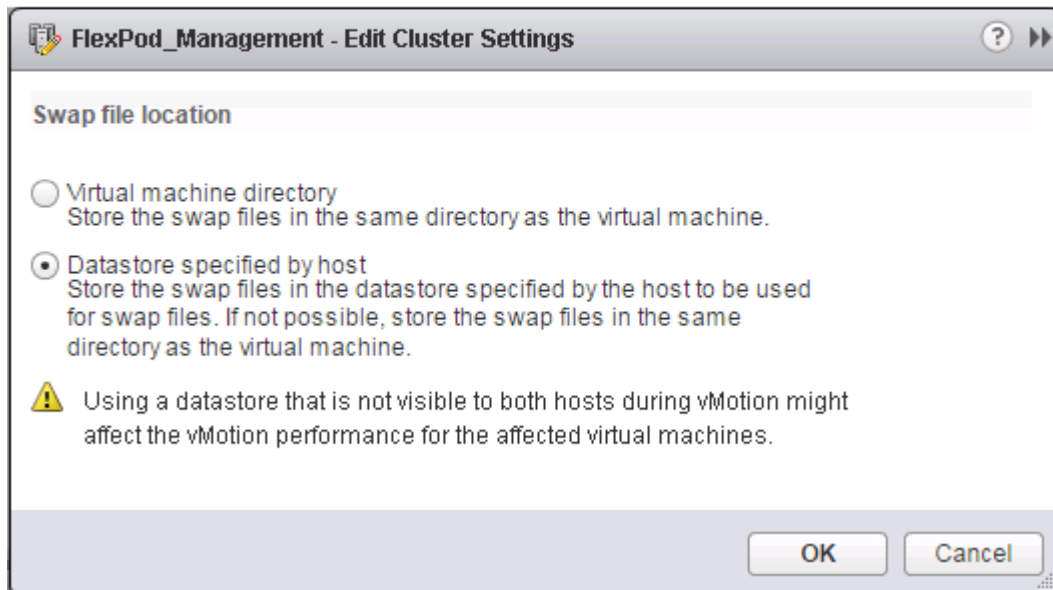 FlexPod_Management - Edit Cluster Settings
?
Swap file location
Virtual machine directory
Store the swap files in the same directory as the virtual machine.
Datastore specified by host
Store the swap files in the datastore specified by the host to be used
for swap files. If not possible, store the swap files in the same
directory as the virtual machine.
Using a datastore that is not visible to both hosts during vMotion might
affect the vMotion performance for the affected virtual machines.
OK
Cancel